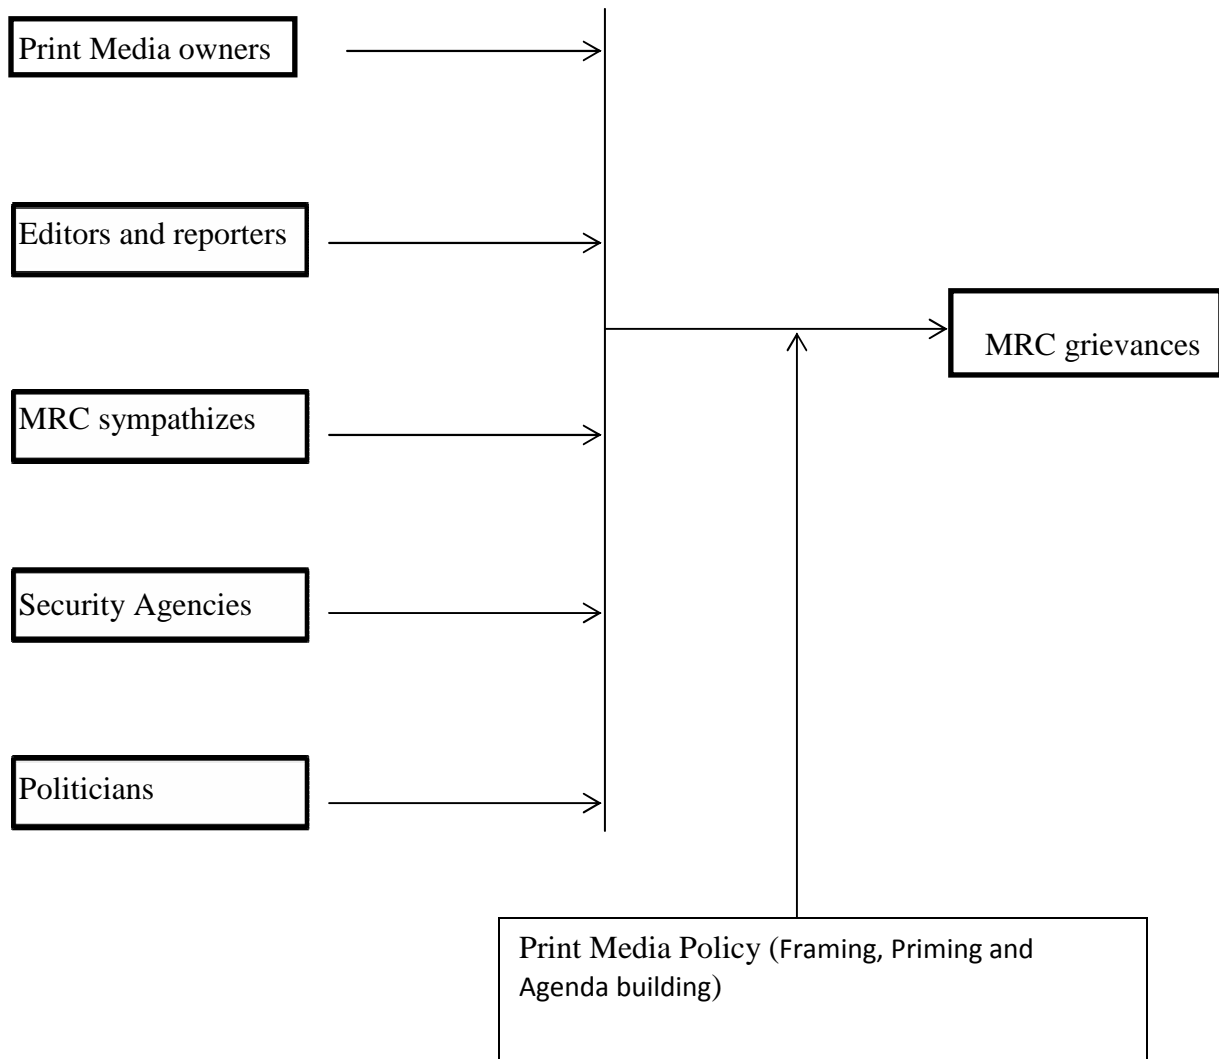 Print Media owners
Editors and reporters
MRC grievances
MRC sympathizes
Security Agencies
Politicians
Print Media Policy (Framing, Priming and
Agenda building)